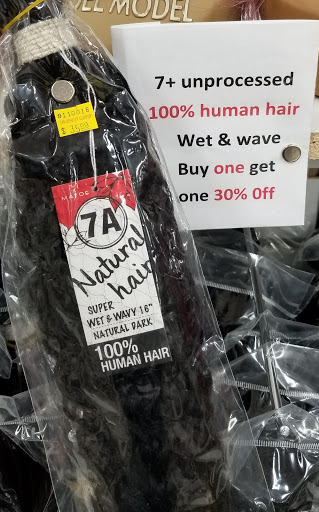 DEL MODEL
7+ unprocessed
100% human hair
Wet & wave
Buy one get
one 30% Off
7A
Natural
hair
SUPER
WET & WAVY 16"
NATURAL DARK
100%
HUMAN HAIR